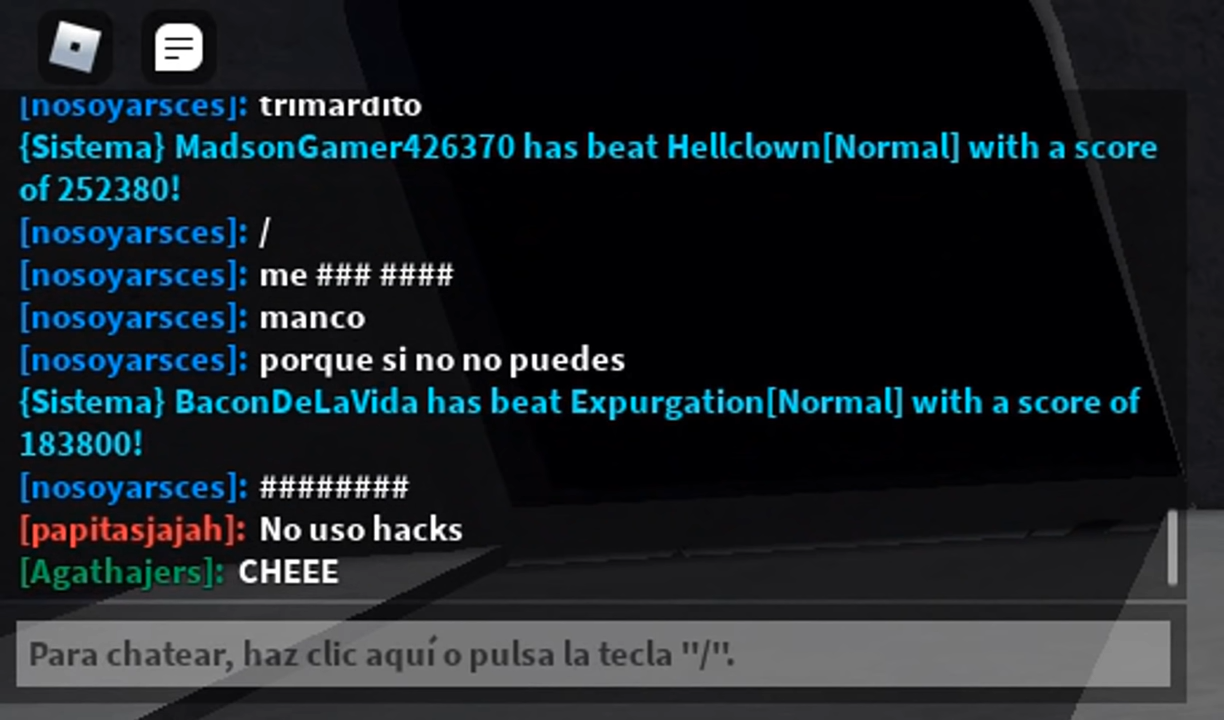 [nosoyarsces]: trimardito
{Sistema} MadsonGamer426370 has beat Hellclown[Normal] with a score
of 252380!
[nosoyarsces]: /
[nosoyarsces]: me ### ####
[nosoyarsces]: manco
[nosoyarsces]: porque si no no puedes
{Sistema} BaconDeLaVida has beat Expurgation[Normal] with a score of
183800!
[nosoyarsces]: ########
[papitasjajah]: No uso hacks
[Agathajers]: CHEEE
Para chatear, haz clic aquí o pulsa la tecla "/".